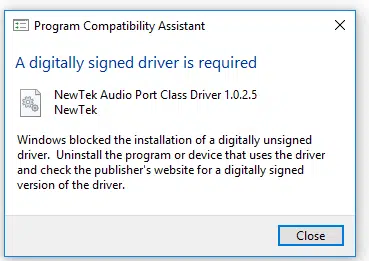 Program Compatibility Assistant
A digitally signed driver is required
NewTek Audio Port Class Driver 1.0.2.5
NewTek
Windows blocked the installation of a digitally unsigned
driver.  Uninstall the program or device that uses the driver
and check the publisher's website for a digitally signed
version of the driver.
Close